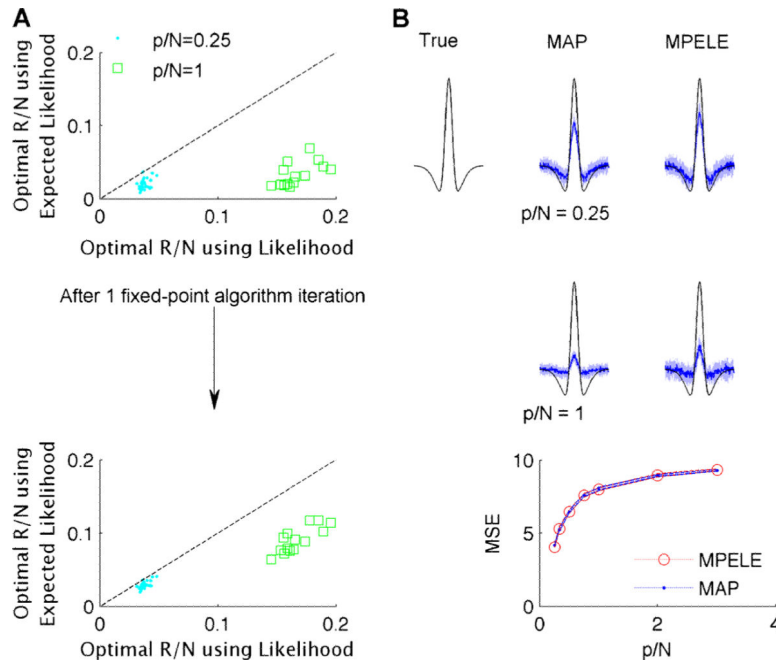 A
p/N=0.25
p/N=1
Optimal R/N using
Expected Likelihood
0.2
0.1
0
0
0.1
0.2
Optimal R/N using Likelihood
After 1 fixed-point algorithm iteration
Optimal R/N using
Expected Likelihood
0.2
0.1
0
0
0.1
0.2
Optimal R/N using Likelihood
B
True
MAP
MPELE
p/N = 0.25
p/N = 1
MSE
10
5
0
0
2
4
p/N
MPELE
MAP